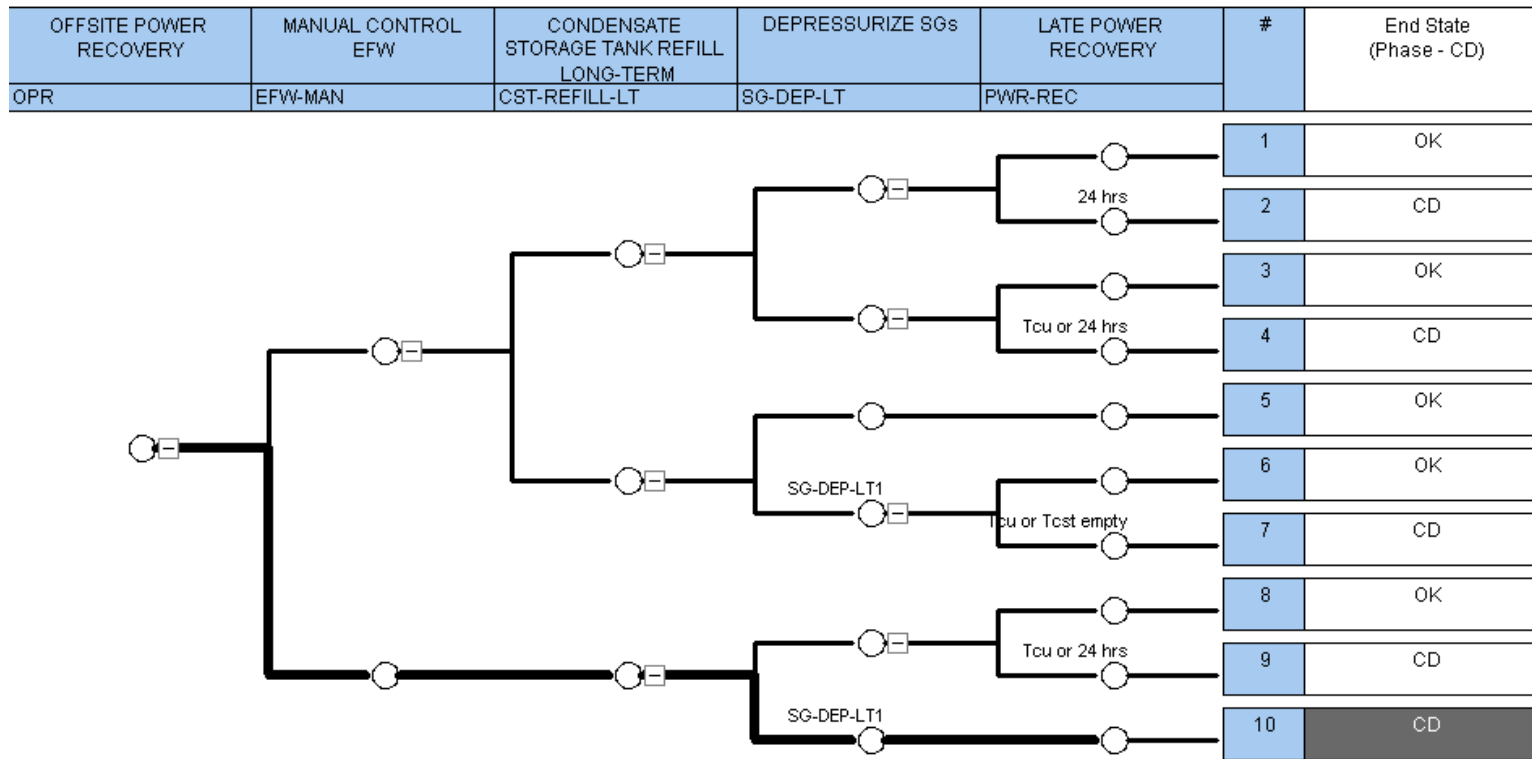 OFFSITE POWER
RECOVERY
MANUAL CONTROL
EFW
CONDENSATE
STORAGE TANK REFILL
LONG-TERM
DEPRESSURIZE SGs
LATE POWER
RECOVERY
#
End State
(Phase - CD)
OPR
EFW-MAN
CST-REFILL-LT
SG-DEP-LT
PWR-REC
1
OK
24 hrs
2
CD
3
OK
Tcu or 24 hrs
4
CD
5
OK
SG-DEP-LT1
6
OK
Tcu or Tcst empty
7
CD
8
OK
Tcu or 24 hrs
9
CD
SG-DEP-LT1
10
CD